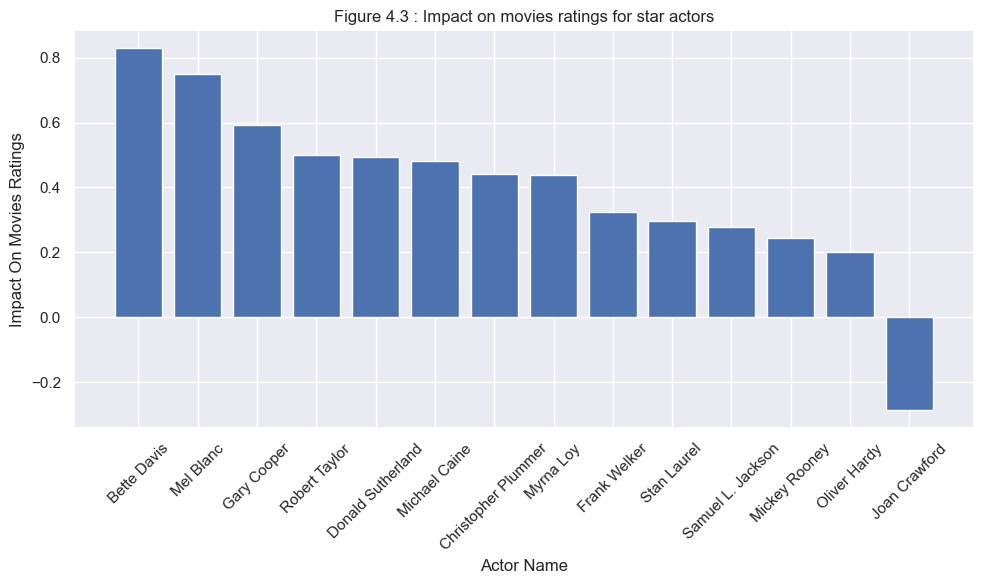 Figure 4.3 : Impact on movies ratings for star actors
Impact On Movies Ratings
0.8
0.6
0.4
0.2
0.0
−0.2
Bette Davis
Mel Blanc
Gary Cooper
Robert Taylor
Donald Sutherland
Michael Caine
Christopher Plummer
Myrna Loy
Frank Welker
Stan Laurel
Samuel L. Jackson
Mickey Rooney
Oliver Hardy
Joan Crawford
Actor Name